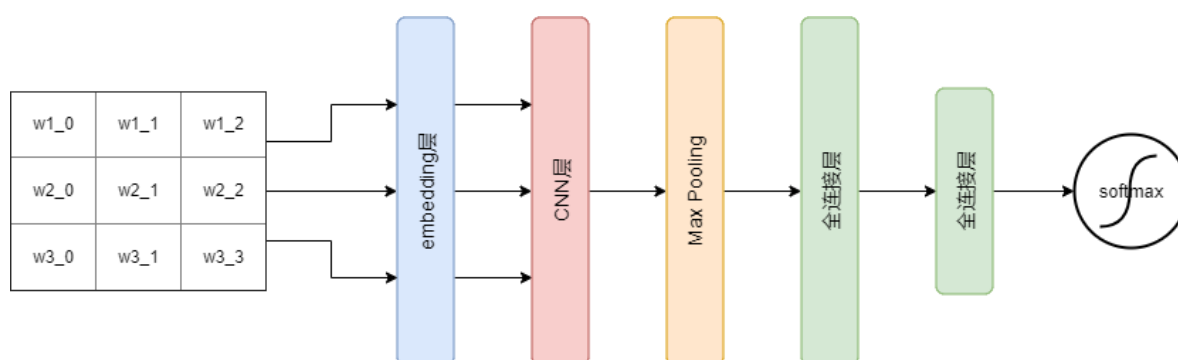 w1_0 w1_1 w1_2
w2_0 w2_1 w2_2
w3_0 w3_1 w3_3
embedding层
CNN层
Max Pooling
全连接层
全连接层
softmax